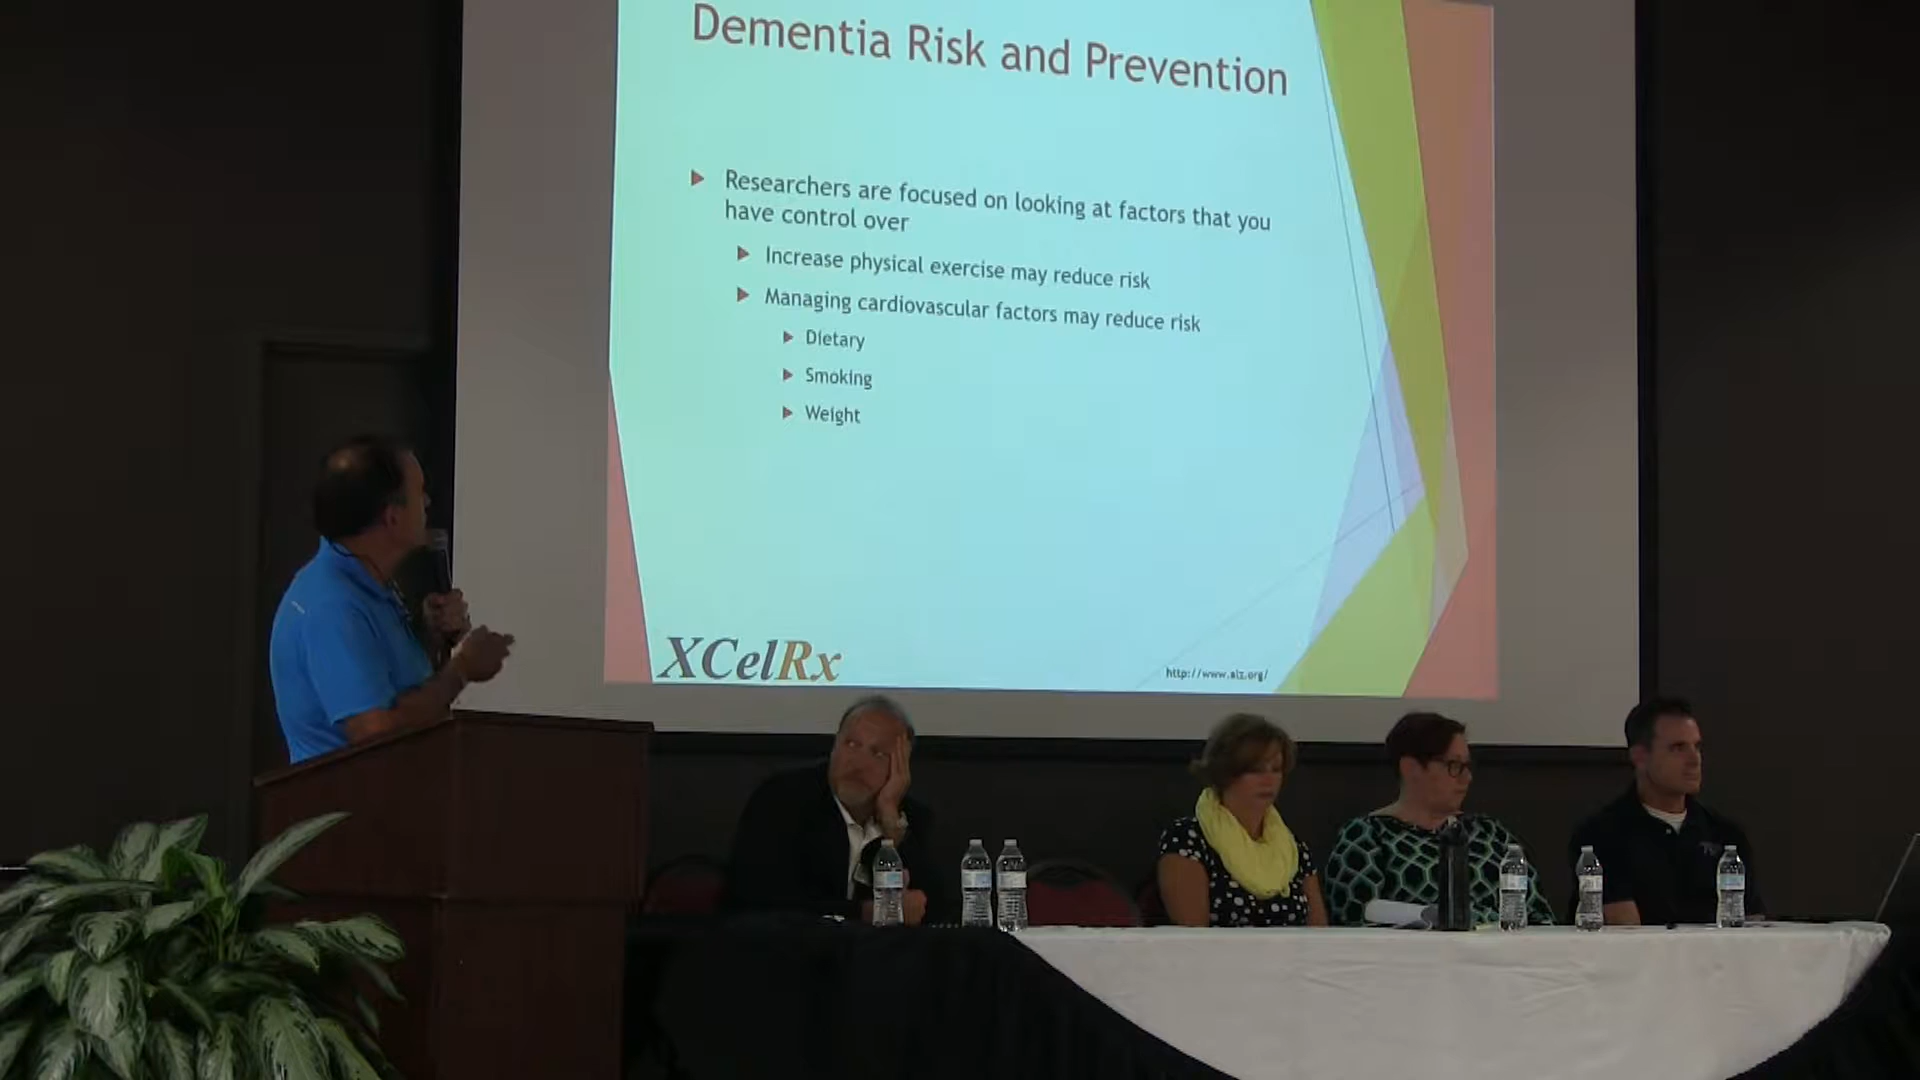 Dementia Risk and Prevention
Researchers are focused on looking at factors that you
have control over
Increase physical exercise may reduce risk
Managing cardiovascular factors may reduce risk
Dietary
Smoking
Weight
XCelRx
http://www.alz.org/